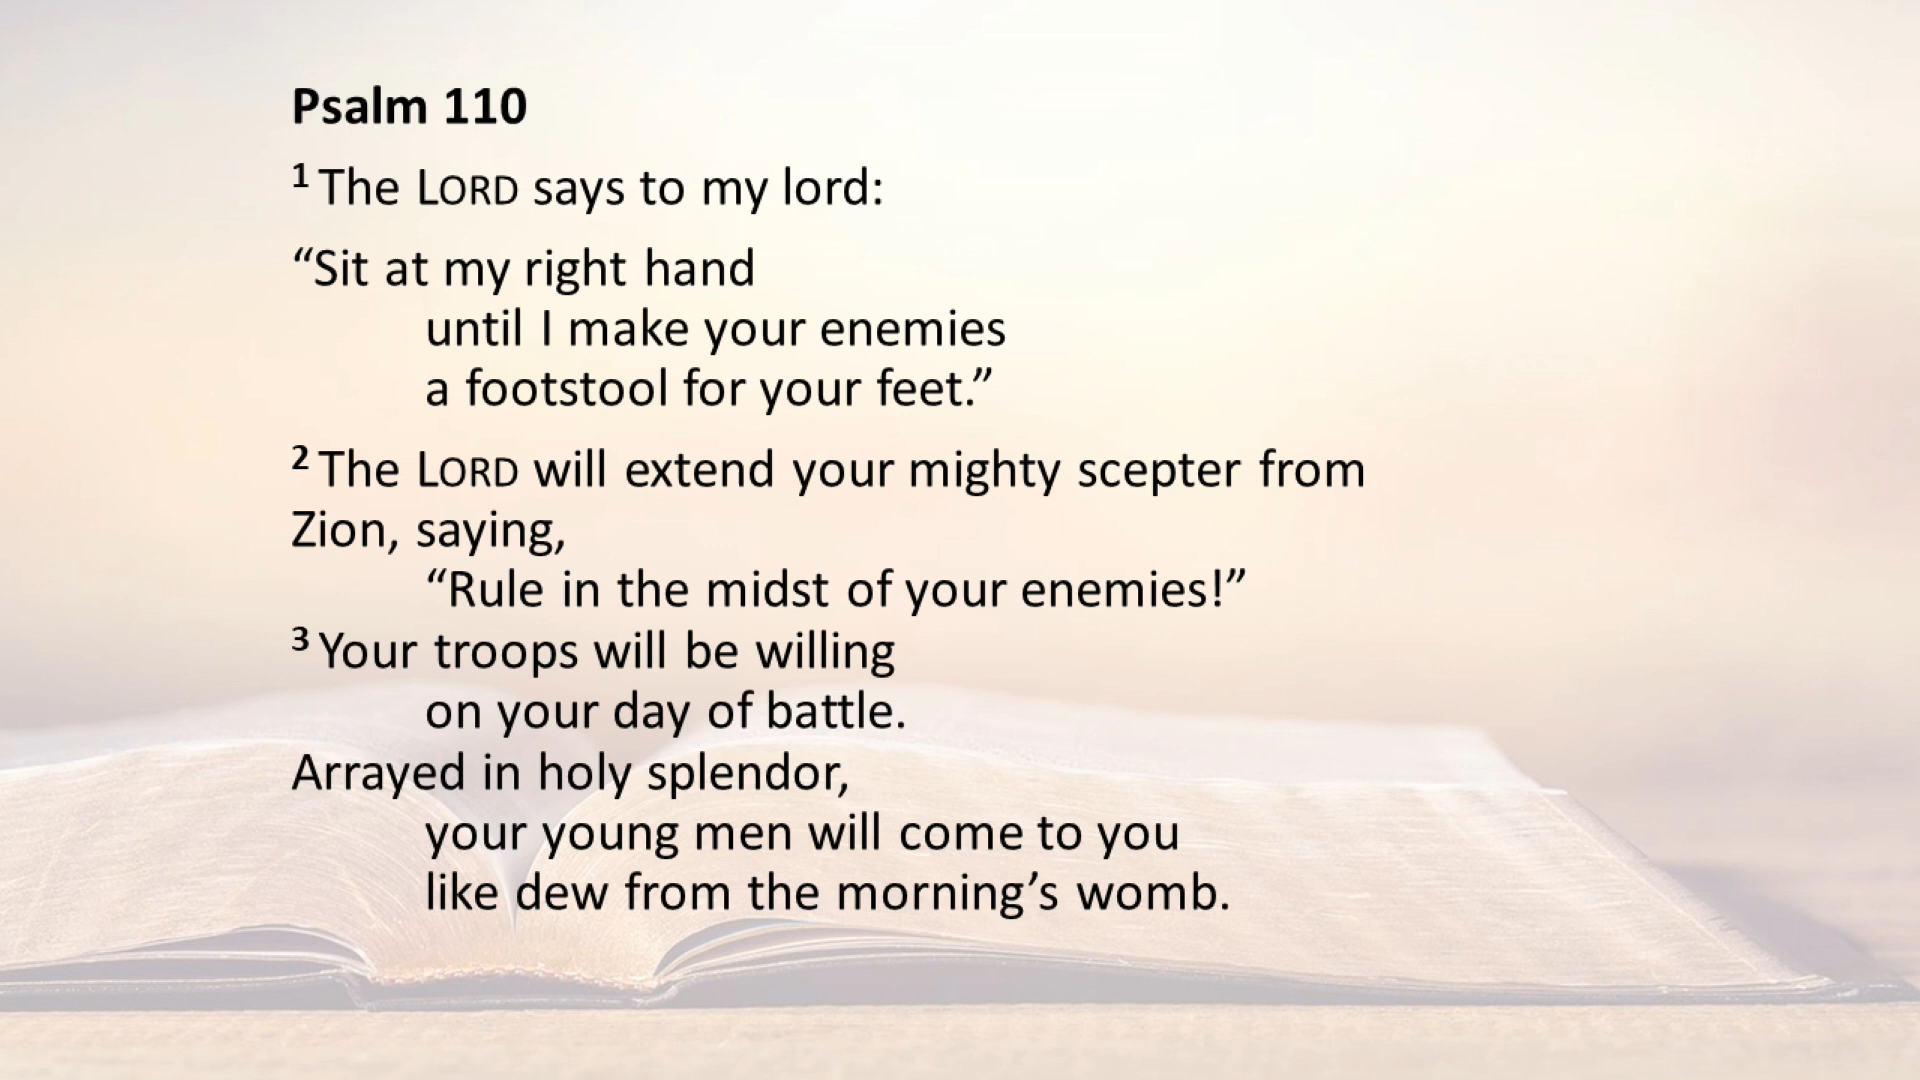 Psalm 110
1 The LORD says to my lord:
“Sit at my right hand
until I make your enemies
a footstool for your feet.”
2 The LORD will extend your mighty scepter from
Zion, saying,
“Rule in the midst of your enemies!”
3 Your troops will be willing
on your day of battle.
Arrayed in holy splendor,
your young men will come to you
like dew from the morning’s womb.